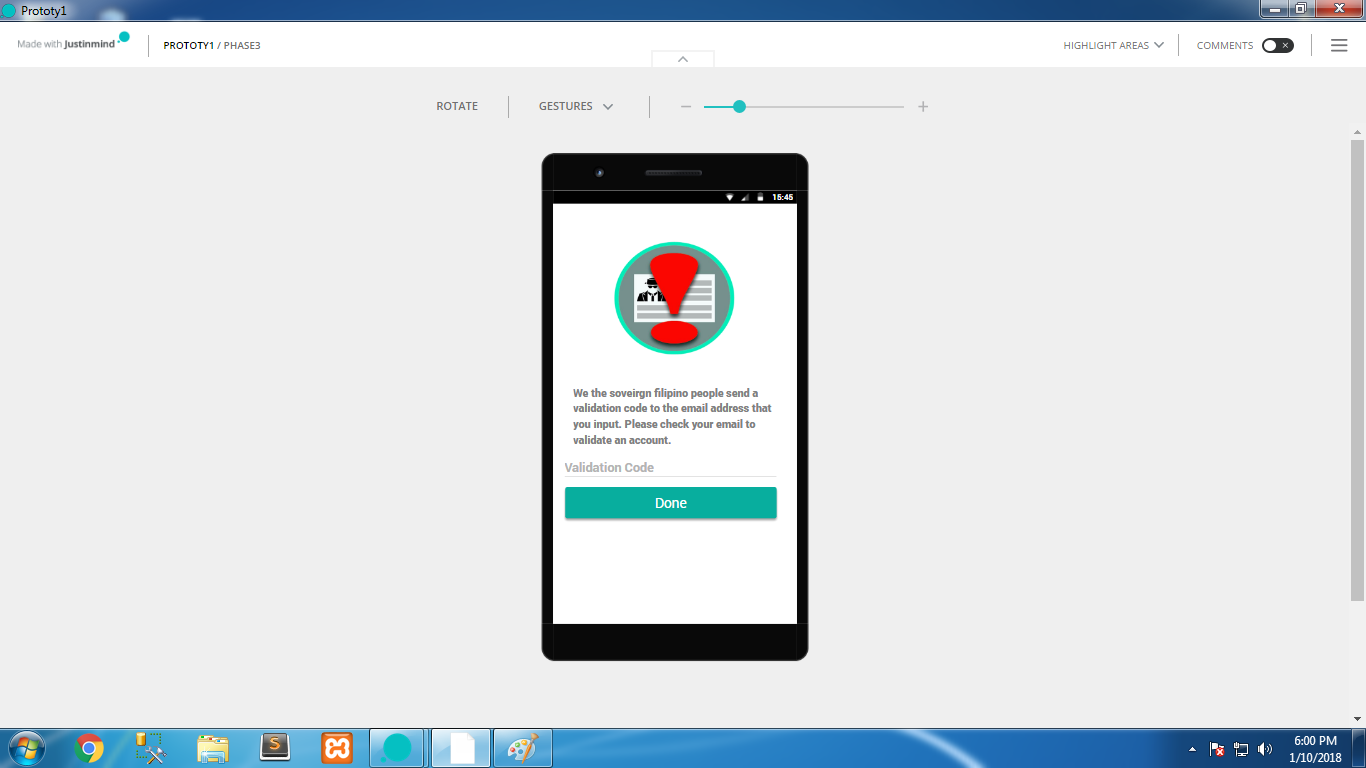 Prototy1
Made with Justinmind
PROTOTY1 / PHASE3
HIGHLIGHT AREAS
COMMENTS
ROTATE
GESTURES
15:45
We the soveirgn filipino people send a
validation code to the email address that
you input. Please check your email to
validate an account.
Validation Code
Done
S
6:00 PM
1/10/2018